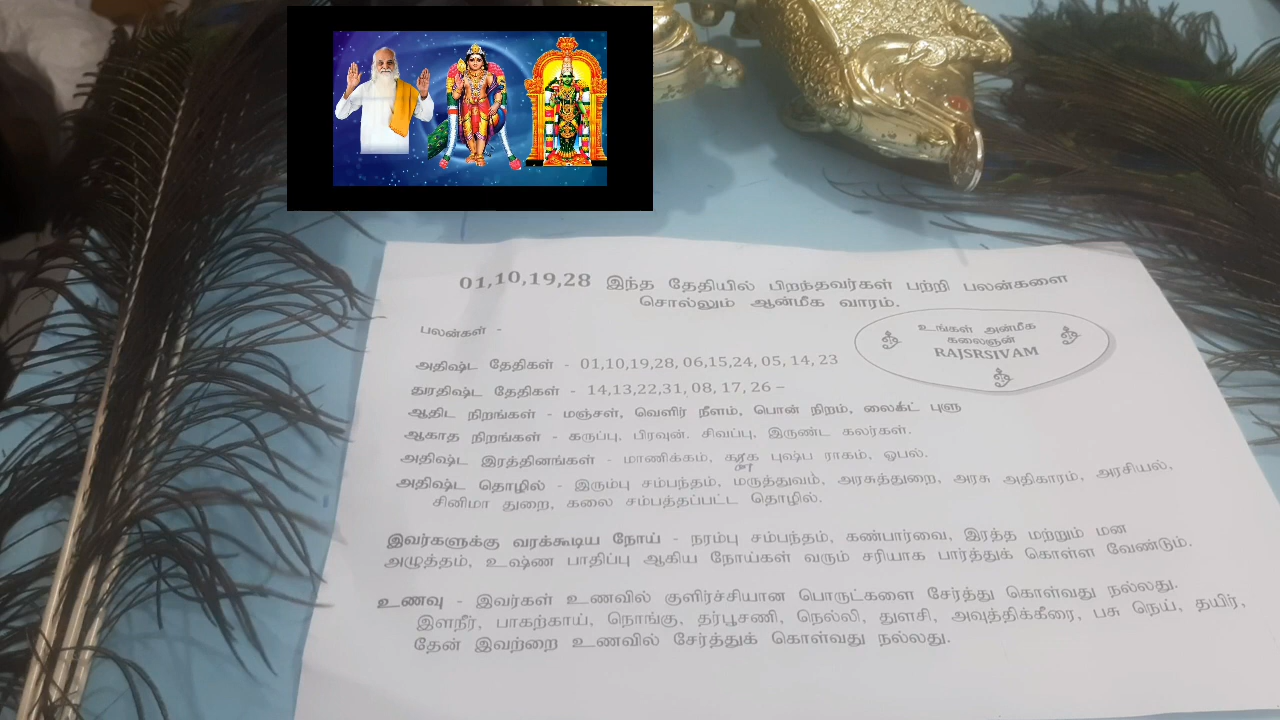 01,10,19,28 இந்த தேதியில் பிறந்தவர்கள் பற்றி பலன்களை
சொல்லும் ஆன்மீக வாரம்.
பலன்கள் -
உங்கள் அன்மீக
கலைஞன்
RAJSRSIVAM
அதிஷ்ட தேதிகள் - 01,10,19,28, 06,15,24, 05, 14, 23
துரதிஷ்ட தேதிகள் - 14,13,22,31, 08, 17, 26 –
ஆதிட நிறங்கள் - மஞ்சள், வெளிர் நீளம், பொன் நிறம், லைக்ட் புளு
ஆகாத நிறங்கள் - கருப்பு, பிரவுன். சிவப்பு, இருண்ட கலர்கள்.
அதிஷ்ட இரத்தினங்கள் - மாணிக்கம், புஷ்ப ராகம், ஓபல்.
அதிஷ்ட தொழில் - இரும்பு சம்பந்தம், மருத்துவம், அரசுத்துறை, அரசு அதிகாரம், அரசியல்,
சினிமா துறை, கலை சம்பத்தப்பட்ட தொழில்.
இவர்களுக்கு வரக்கூடிய நோய் - நரம்பு சம்பந்தம், கண்பார்வை, இரத்த மற்றும் மன
அழுத்தம், உஷ்ண பாதிப்பு ஆகிய நோய்கள் வரும் சரியாக பார்த்துக் கொள்ள வேண்டும்.
உணவு - இவர்கள் உணவில் குளிர்ச்சியான பொருட்களை சேர்த்து கொள்வது நல்லது.
இளநீர், பாகற்காய், நொங்கு, தர்பூசணி, நெல்லி, துளசி, அவுத்திக்கீரை, பசு நெய், தயிர்,
தேன் இவற்றை உணவில் சேர்த்துக் கொள்வது நல்லது.